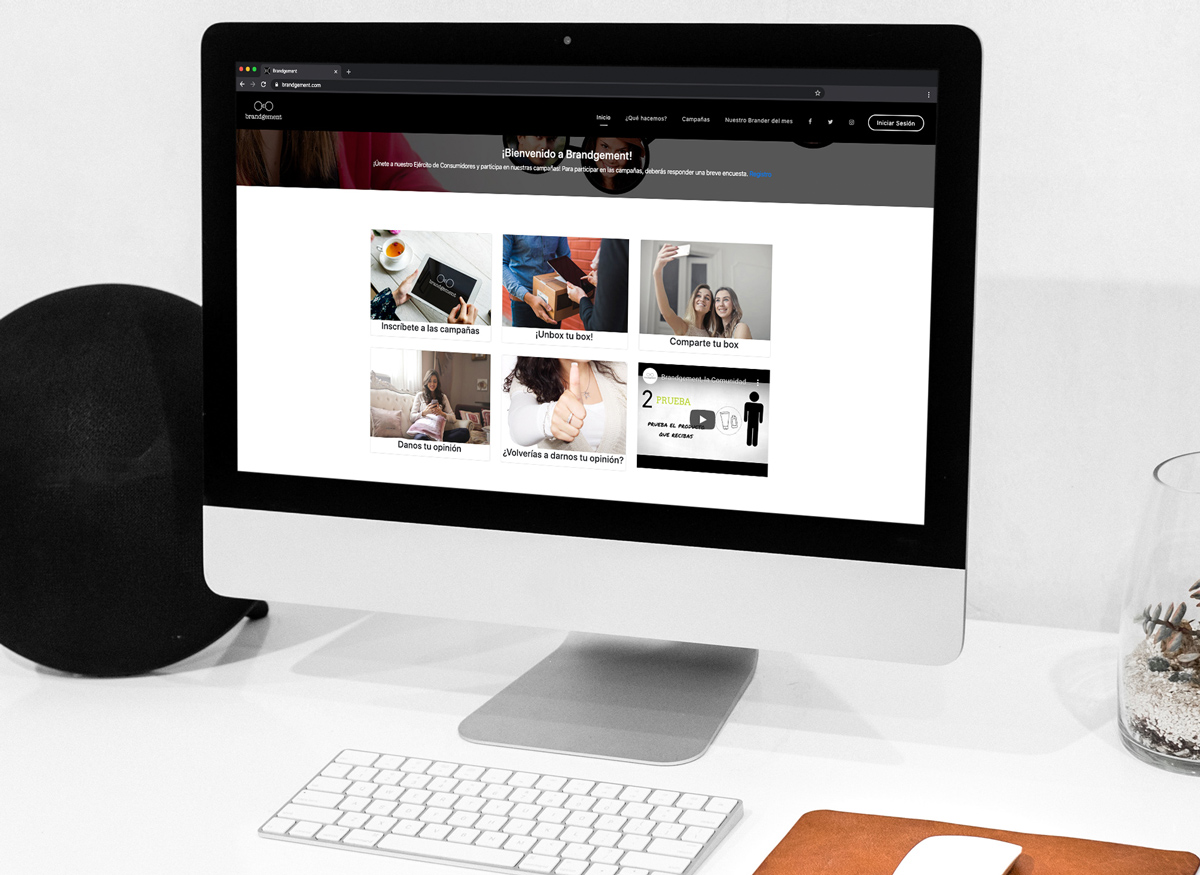 Brandgement
brandgement.com
brandgement
Inicio
¿Qué hacemos?
Campañas
Nuestro Brander del mes
Iniciar Sesión
¡Bienvenido a Brandgement!
¡Únete a nuestro Ejército de Consumidores y participa en nuestras campañas! Para participar en las campañas, deberás responder una breve encuesta.
brandgement
Inscríbete a las campañas
¡Unbox tu box!
Comparte tu box
Danos tu opinión
¿Volverías a darnos tu opinión?
Brandgement, la Comunidad
2 PRUEBA
PRUEBA EL PRODUCTO
QUE RECIBAS